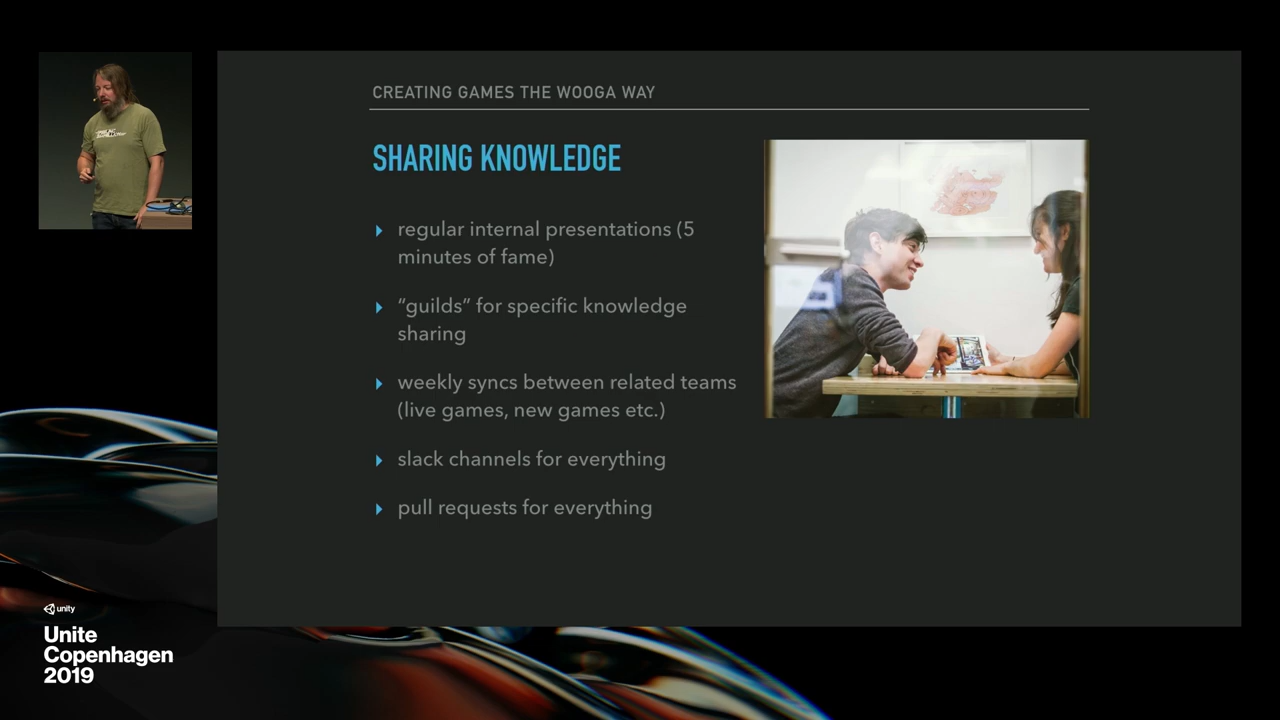 CREATING GAMES THE WOOGA WAY
SHARING KNOWLEDGE
regular internal presentations (5
minutes of fame)
“guilds” for specific knowledge
sharing
weekly syncs between related teams
(live games, new games etc.)
slack channels for everything
pull requests for everything
unity
Unite
Copenhagen
2019